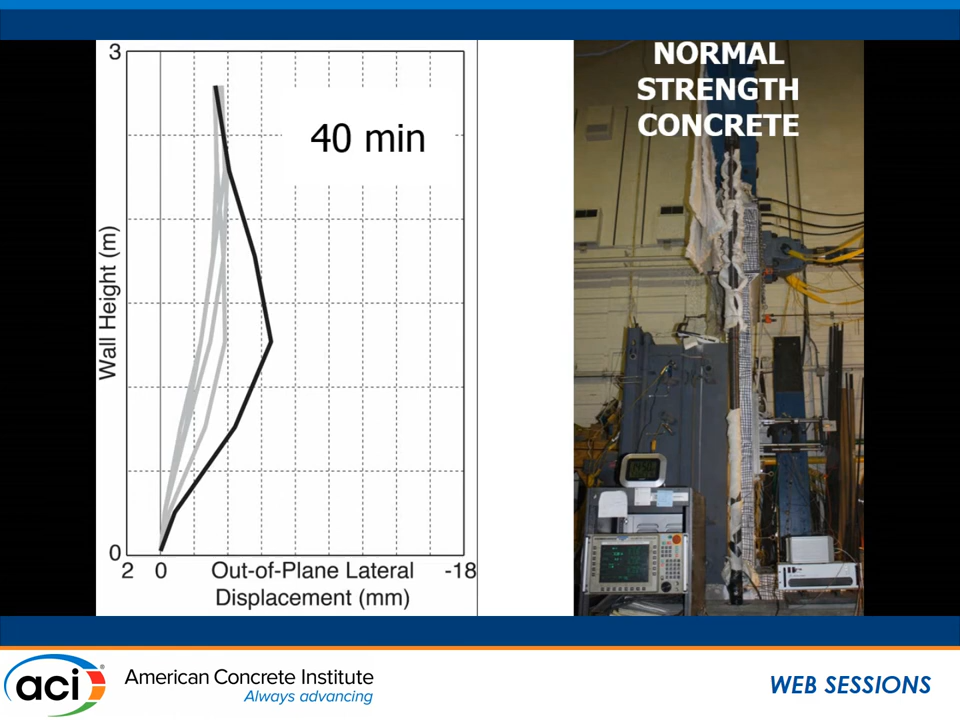 3
40 min
Wall Height (m)
0
2 0 Out-of-Plane Lateral -18
Displacement (mm)
NORMAL
STRENGTH
CONCRETE
aci
American Concrete Institute
Always advancing
WEB SESSIONS